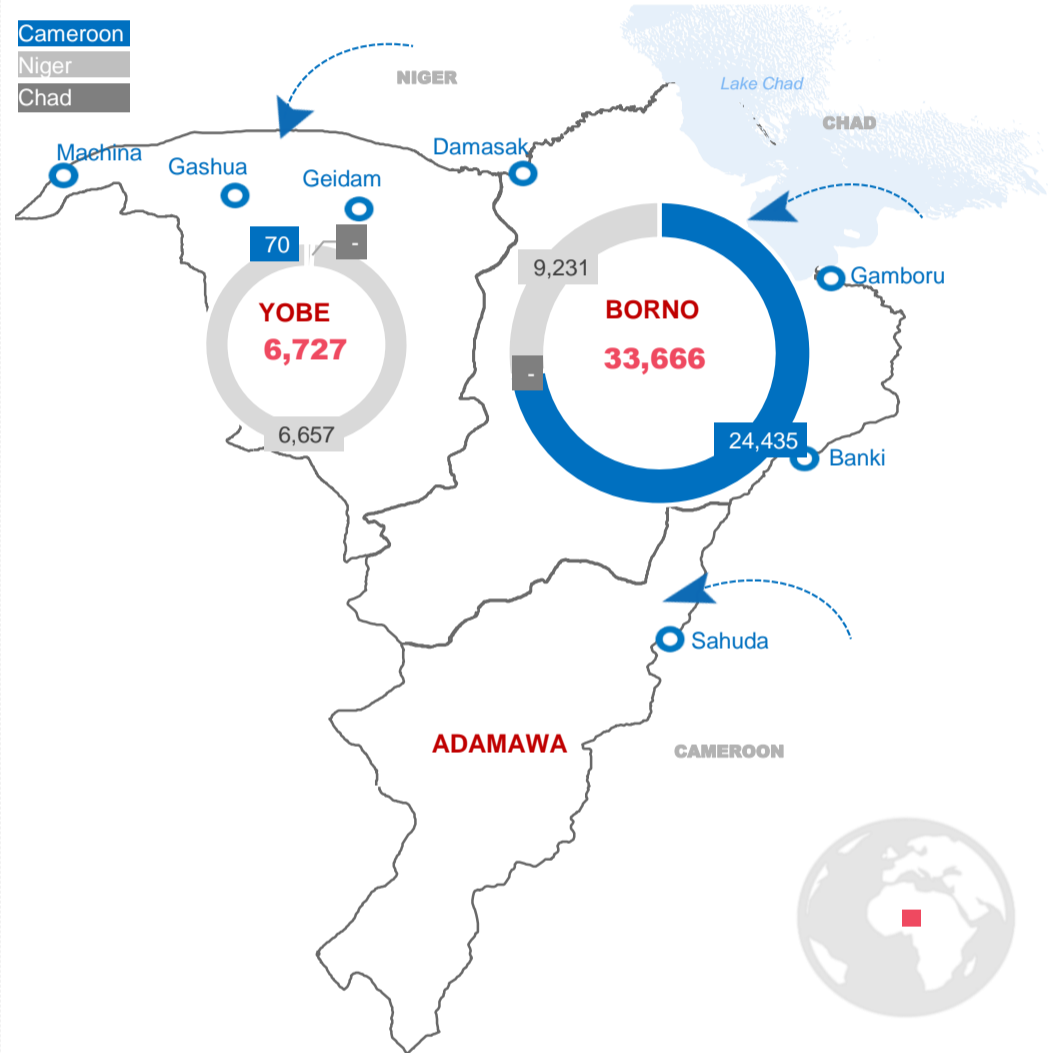 Cameroon
Niger
Chad
NIGER
Lake Chad
CHAD
Machina
Gashua
Geidam
Damasak
70
-
YOBE
6,727
6,657
9,231
BORNO
33,666
-
24,435
Gamboru
Banki
Sahuda
ADAMAWA
CAMEROON